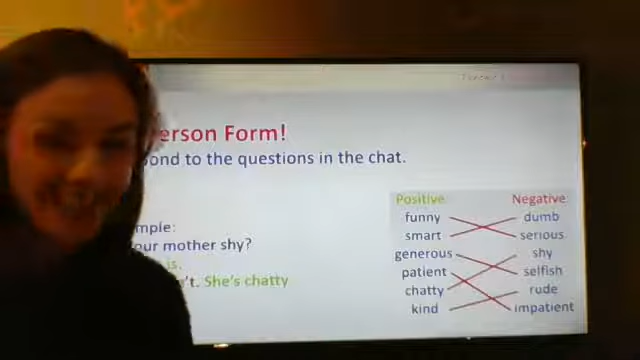 erson Form!
ond to the questions in the chat.
mple:
our mother shy?
is.
't. She's chatty
Positive: Negative:
funny dumb
smart serious
generous shy
patient selfish
chatty rude
kind impatient